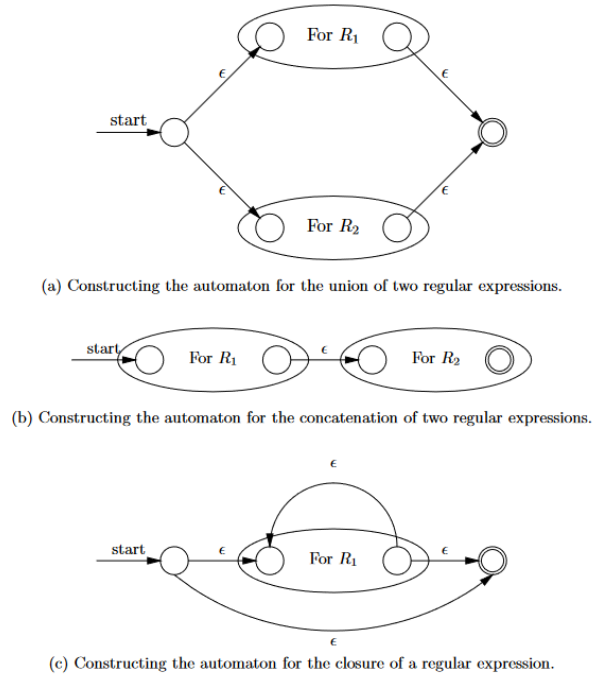 For R₁
ϵ ϵ
start
ϵ ϵ
For R₂
(a) Constructing the automaton for the union of two regular expressions.
start For R₁ ϵ For R₂
(b) Constructing the automaton for the concatenation of two regular expressions.
ϵ
start ϵ For R₁ ϵ
ϵ
(c) Constructing the automaton for the closure of a regular expression.